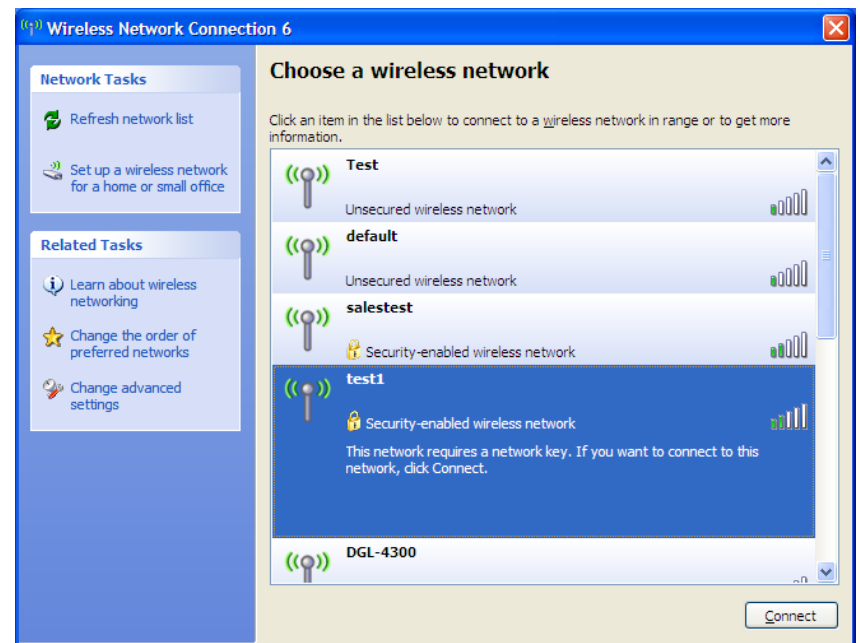 Wireless Network Connection 6
Network Tasks
Refresh network list
Set up a wireless network
for a home or small office
Related Tasks
Learn about wireless
networking
Change the order of
preferred networks
Change advanced
settings
Choose a wireless network
Click an item in the list below to connect to a wireless network in range or to get more
information.
Test
Unsecured wireless network
default
Unsecured wireless network
salestest
Security-enabled wireless network
test1
Security-enabled wireless network
This network requires a network key. If you want to connect to this
network, click Connect.
DGL-4300
Connect